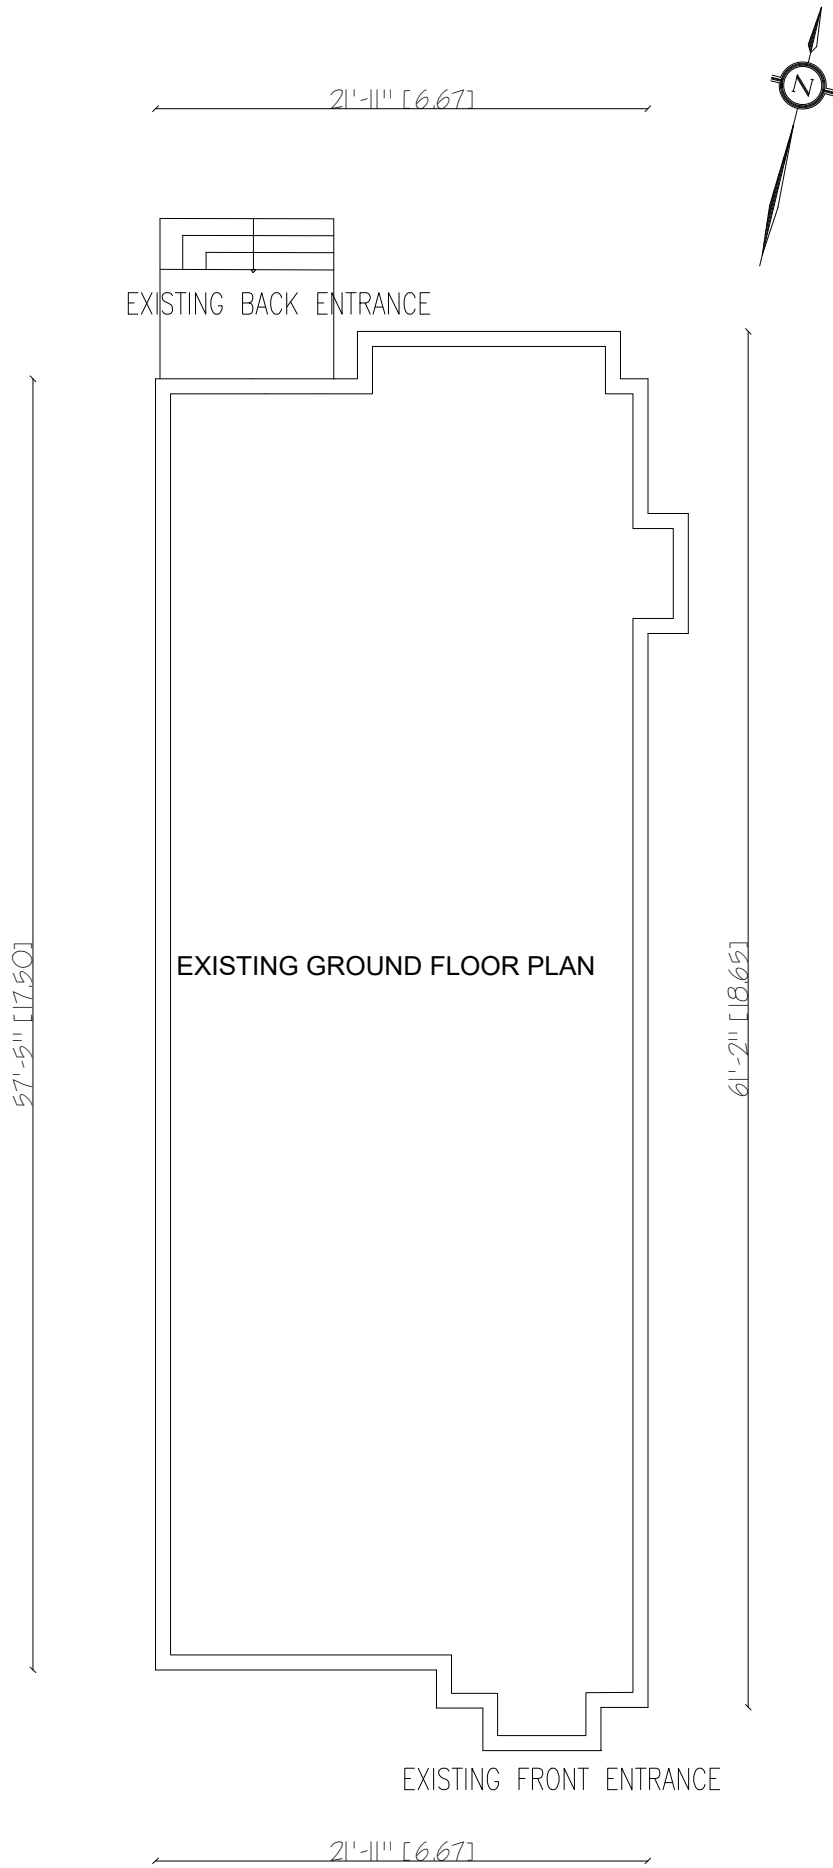 N
21'-11" [6.67]
EXISTING BACK ENTRANCE
57'-5" [17.50]
EXISTING GROUND FLOOR PLAN
61'-2" [18.65]
EXISTING FRONT ENTRANCE
21'-11" [6.67]